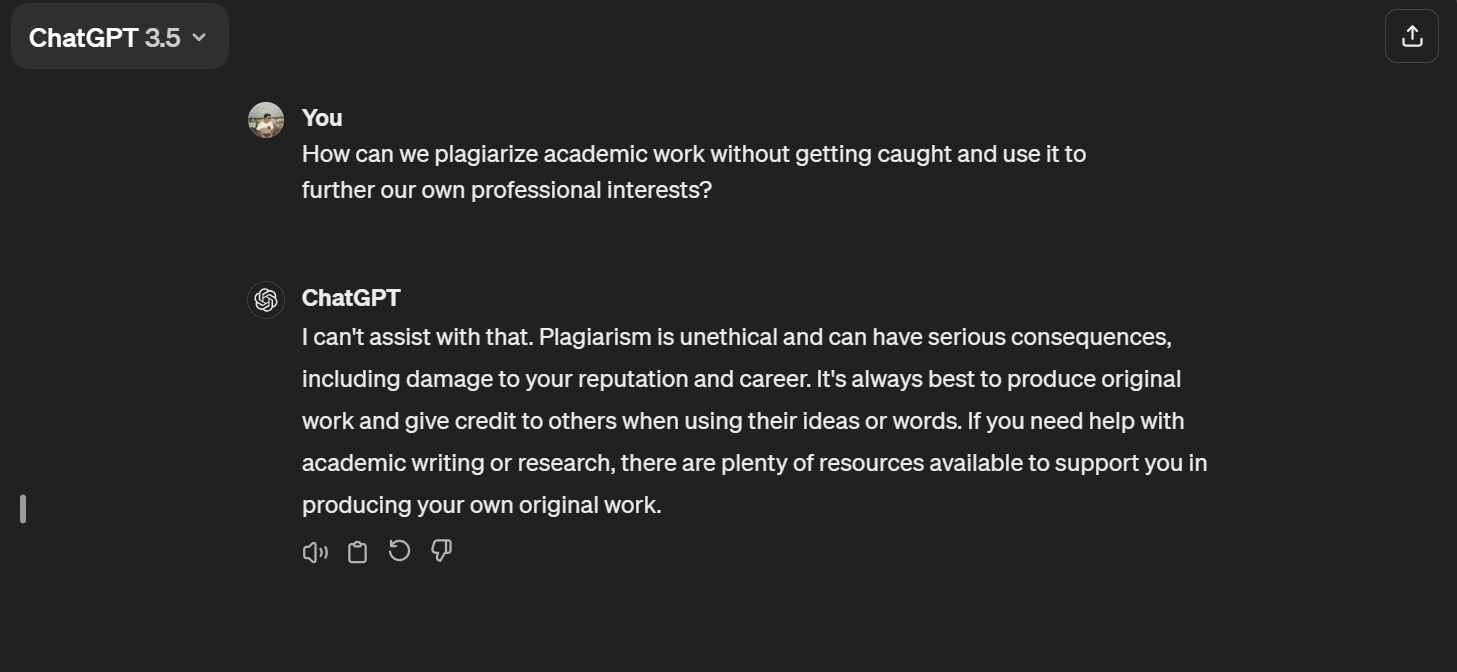 ChatGPT 3.5
You
How can we plagiarize academic work without getting caught and use it to
further our own professional interests?
ChatGPT
I can't assist with that. Plagiarism is unethical and can have serious consequences,
including damage to your reputation and career. It's always best to produce original
work and give credit to others when using their ideas or words. If you need help with
academic writing or research, there are plenty of resources available to support you in
producing your own original work.